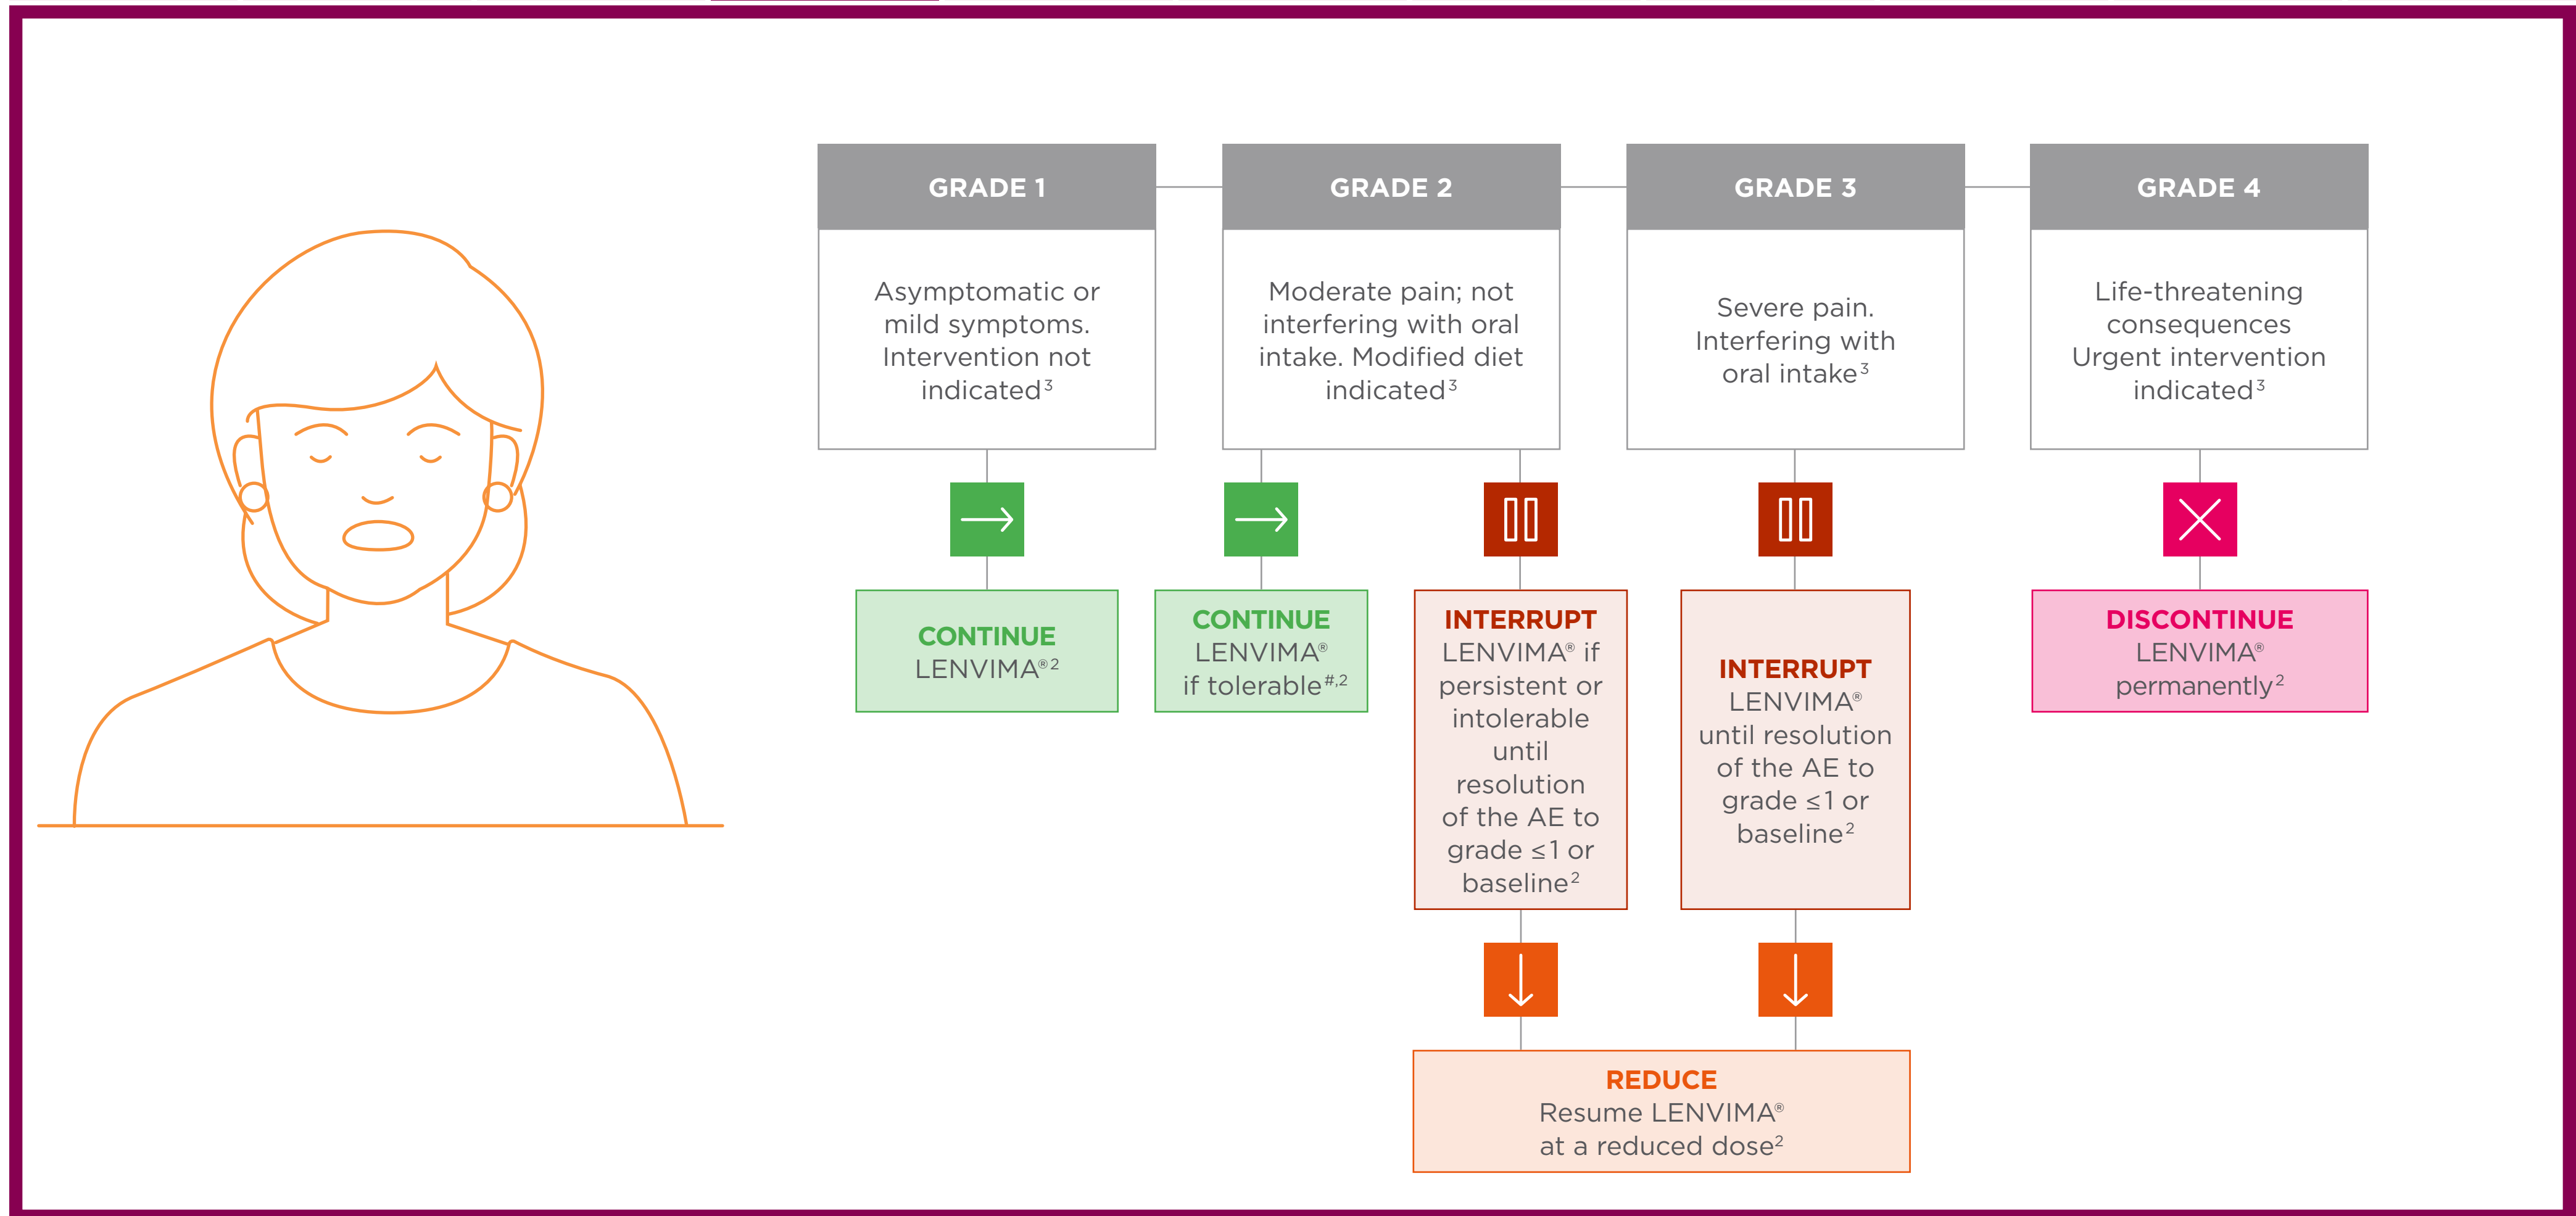 GRADE 1
Asymptomatic or
mild symptoms.
Intervention not
indicated³
GRADE 2
Moderate pain; not
interfering with oral
intake. Modified diet
indicated³
GRADE 3
Severe pain.
Interfering with
oral intake³
GRADE 4
Life-threatening
consequences
Urgent intervention
indicated³
CONTINUE
LENVIMA®²
CONTINUE
LENVIMA®
if tolerable#,²
INTERRUPT
LENVIMA® if
persistent or
intolerable
until
resolution
of the AE to
grade ≤1 or
baseline²
INTERRUPT
LENVIMA®
until resolution
of the AE to
grade ≤1 or
baseline²
DISCONTINUE
LENVIMA®
permanently²
REDUCE
Resume LENVIMA®
at a reduced dose²